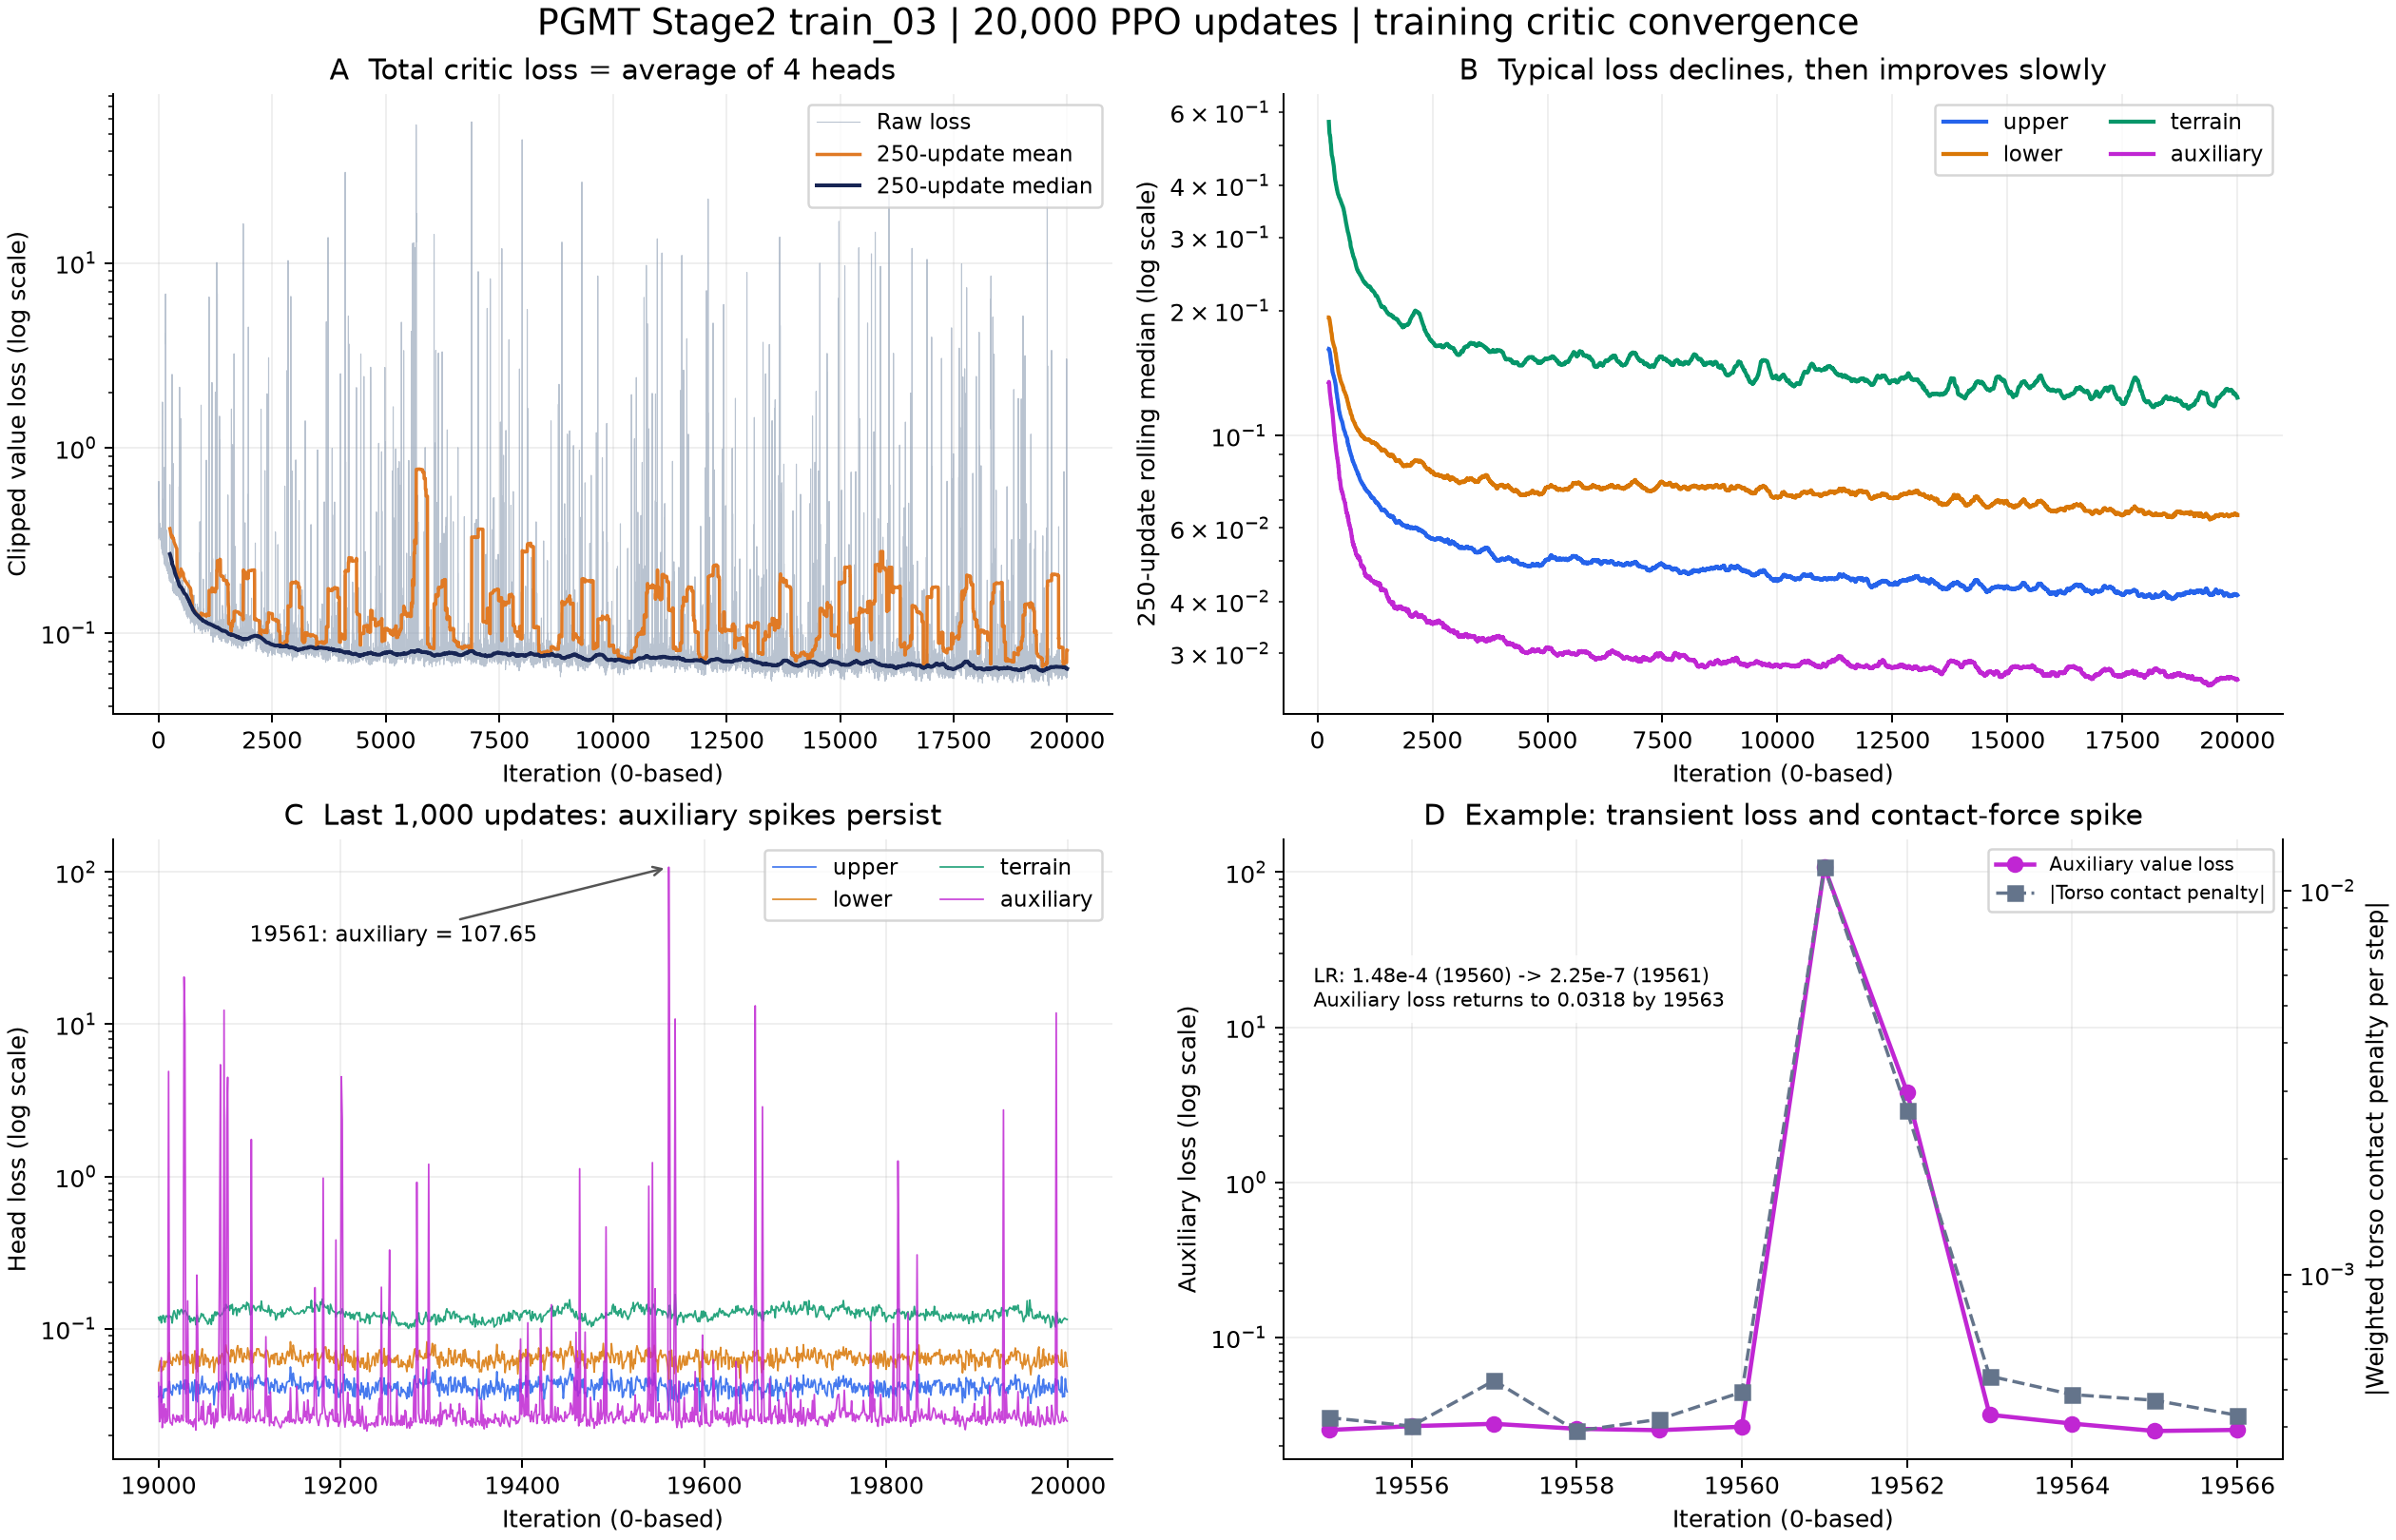 PGMT Stage2 train_03 | 20,000 PPO updates | training critic convergence
A Total critic loss = average of 4 heads
Clipped value loss (log scale)
10¹
10⁰
10⁻¹
Raw loss
250-update mean
250-update median
0 2500 5000 7500 10000 12500 15000 17500 20000
Iteration (0-based)
B Typical loss declines, then improves slowly
250-update rolling median (log scale)
6 × 10⁻¹
4 × 10⁻¹
3 × 10⁻¹
2 × 10⁻¹
10⁻¹
6 × 10⁻²
4 × 10⁻²
3 × 10⁻²
upper terrain
lower auxiliary
0 2500 5000 7500 10000 12500 15000 17500 20000
Iteration (0-based)
C Last 1,000 updates: auxiliary spikes persist
Head loss (log scale)
10²
10¹
10⁰
10⁻¹
upper terrain
lower auxiliary
19561: auxiliary = 107.65
19000 19200 19400 19600 19800 20000
Iteration (0-based)
D Example: transient loss and contact-force spike
Auxiliary loss (log scale)
10²
10¹
10⁰
10⁻¹
Auxiliary value loss
|Torso contact penalty|
LR: 1.48e-4 (19560) -> 2.25e-7 (19561)
Auxiliary loss returns to 0.0318 by 19563
10⁻²
10⁻³
|Weighted torso contact penalty per step|
19556 19558 19560 19562 19564 19566
Iteration (0-based)